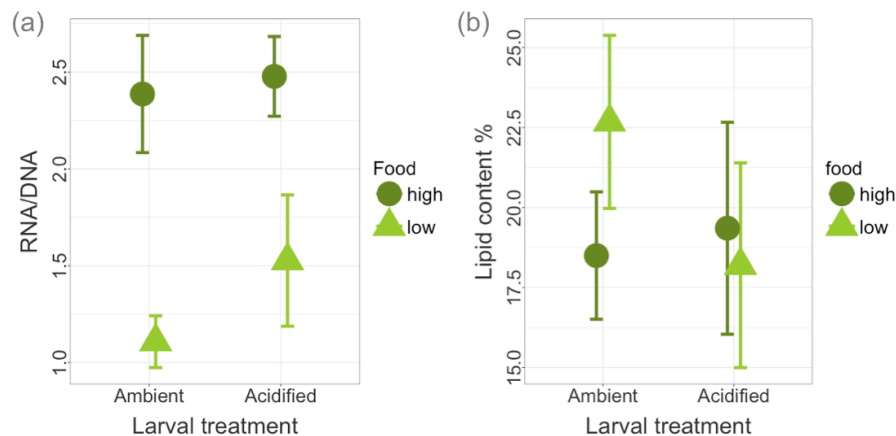 (a)
RNA/DNA
2.5
2.0
1.5
1.0
Ambient
Acidified
Larval treatment
Food
high
low
(b)
Lipid content %
25.0
22.5
20.0
17.5
15.0
Ambient
Acidified
Larval treatment
food
high
low